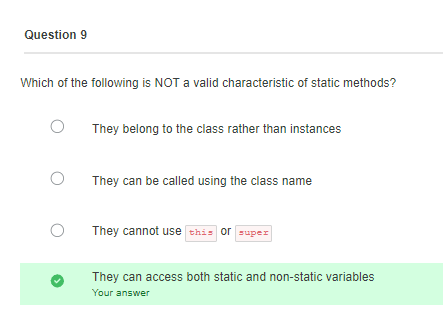 Question 9
Which of the following is NOT a valid characteristic of static methods?
They belong to the class rather than instances
They can be called using the class name
They cannot use this or super
They can access both static and non-static variables
Your answer